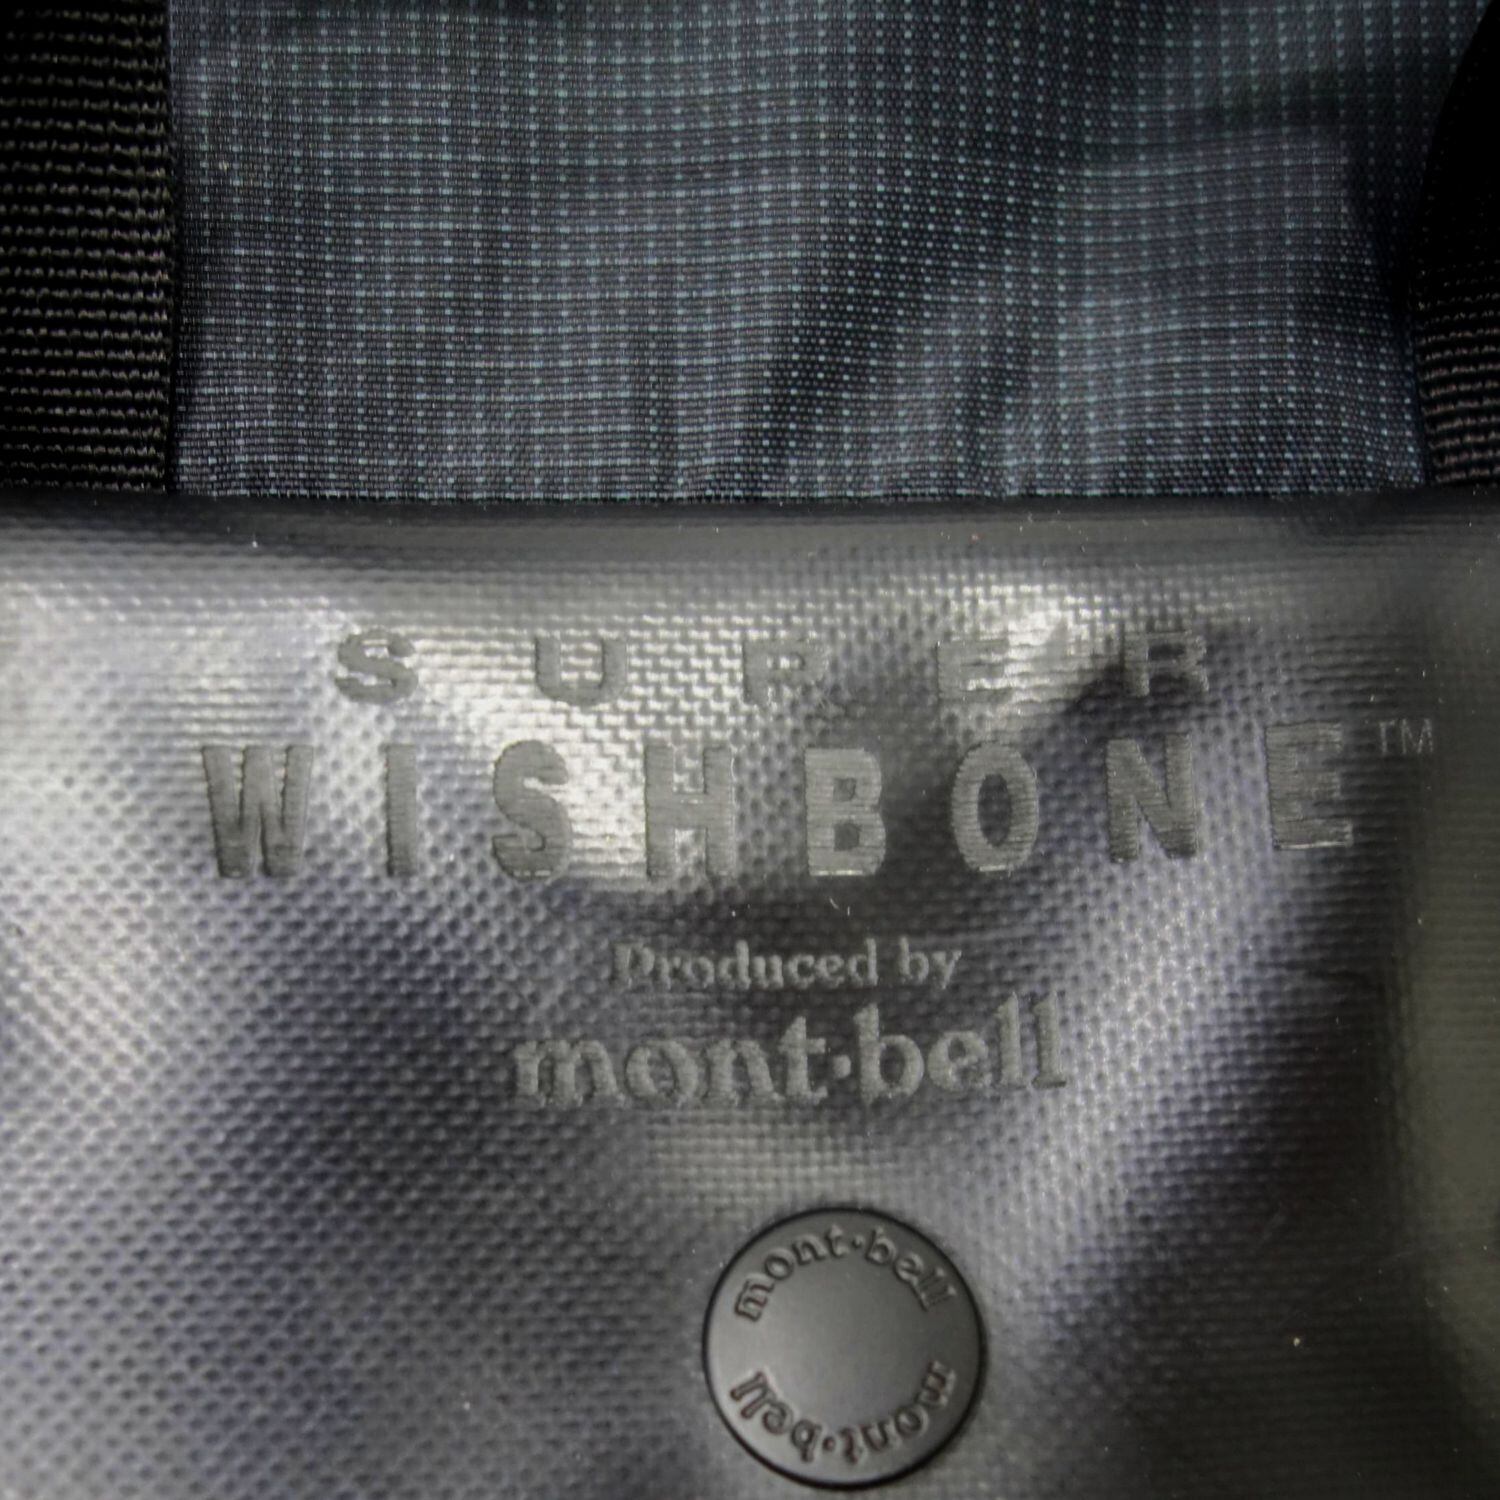 SUPER
WISHBONE™
Produced by
mont·bell
mont·bell
mont·bell